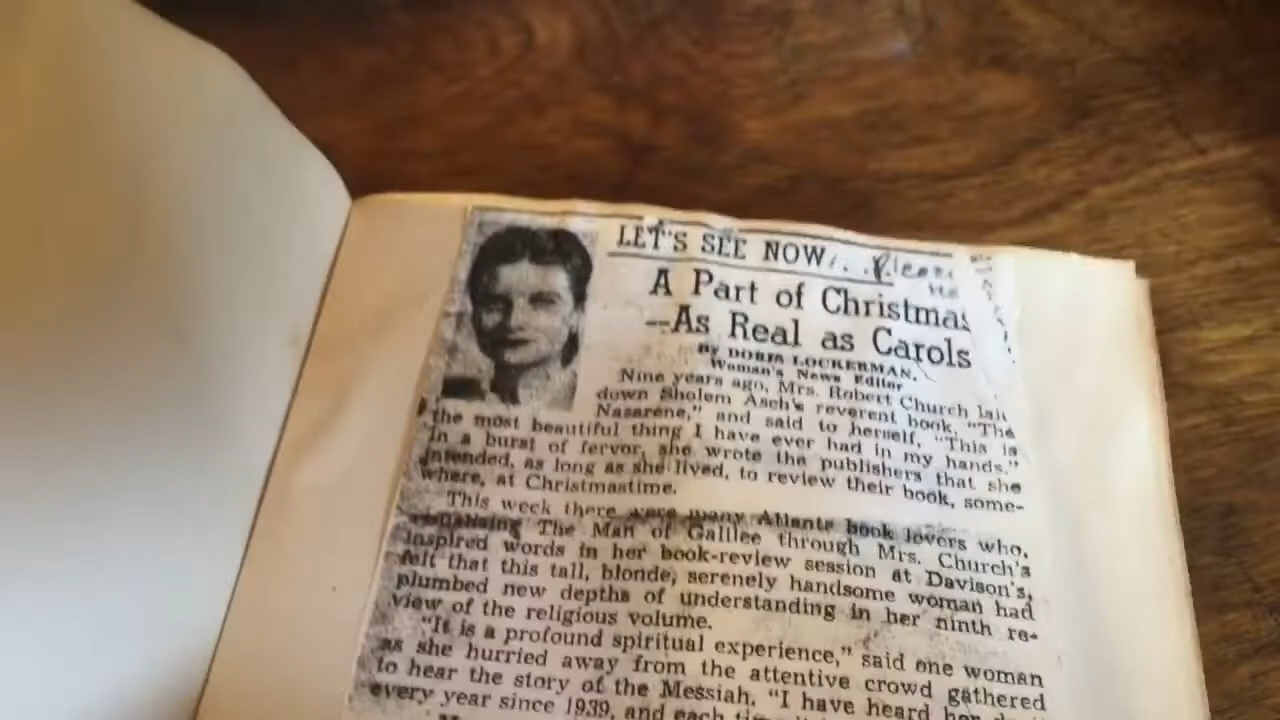 LET'S SEE NOW...
A Part of Christmas
—As Real as Carols
By DORIS LOCKERMAN,
Woman's News Editor
Nine years ago, Mrs. Robert Church laid
down Sholem Asch's reverent book, "The
Nazarene," and said to herself, "This is
the most beautiful thing I have ever had in my hands."
In a burst of fervor, she wrote the publishers that she
intended, as long as she lived, to review their book, some-
where, at Christmastime.
This week there were many Atlanta book lovers who,
The Man of Galilee through Mrs. Church's
inspired words in her book-review session at Davison's,
felt that this tall, blonde, serenely handsome woman had
plumbed new depths of understanding in her ninth re-
view of the religious volume.
"It is a profound spiritual experience," said one woman
as she hurried away from the attentive crowd gathered
to hear the story of the Messiah. "I have heard her
every year since 1939, and each